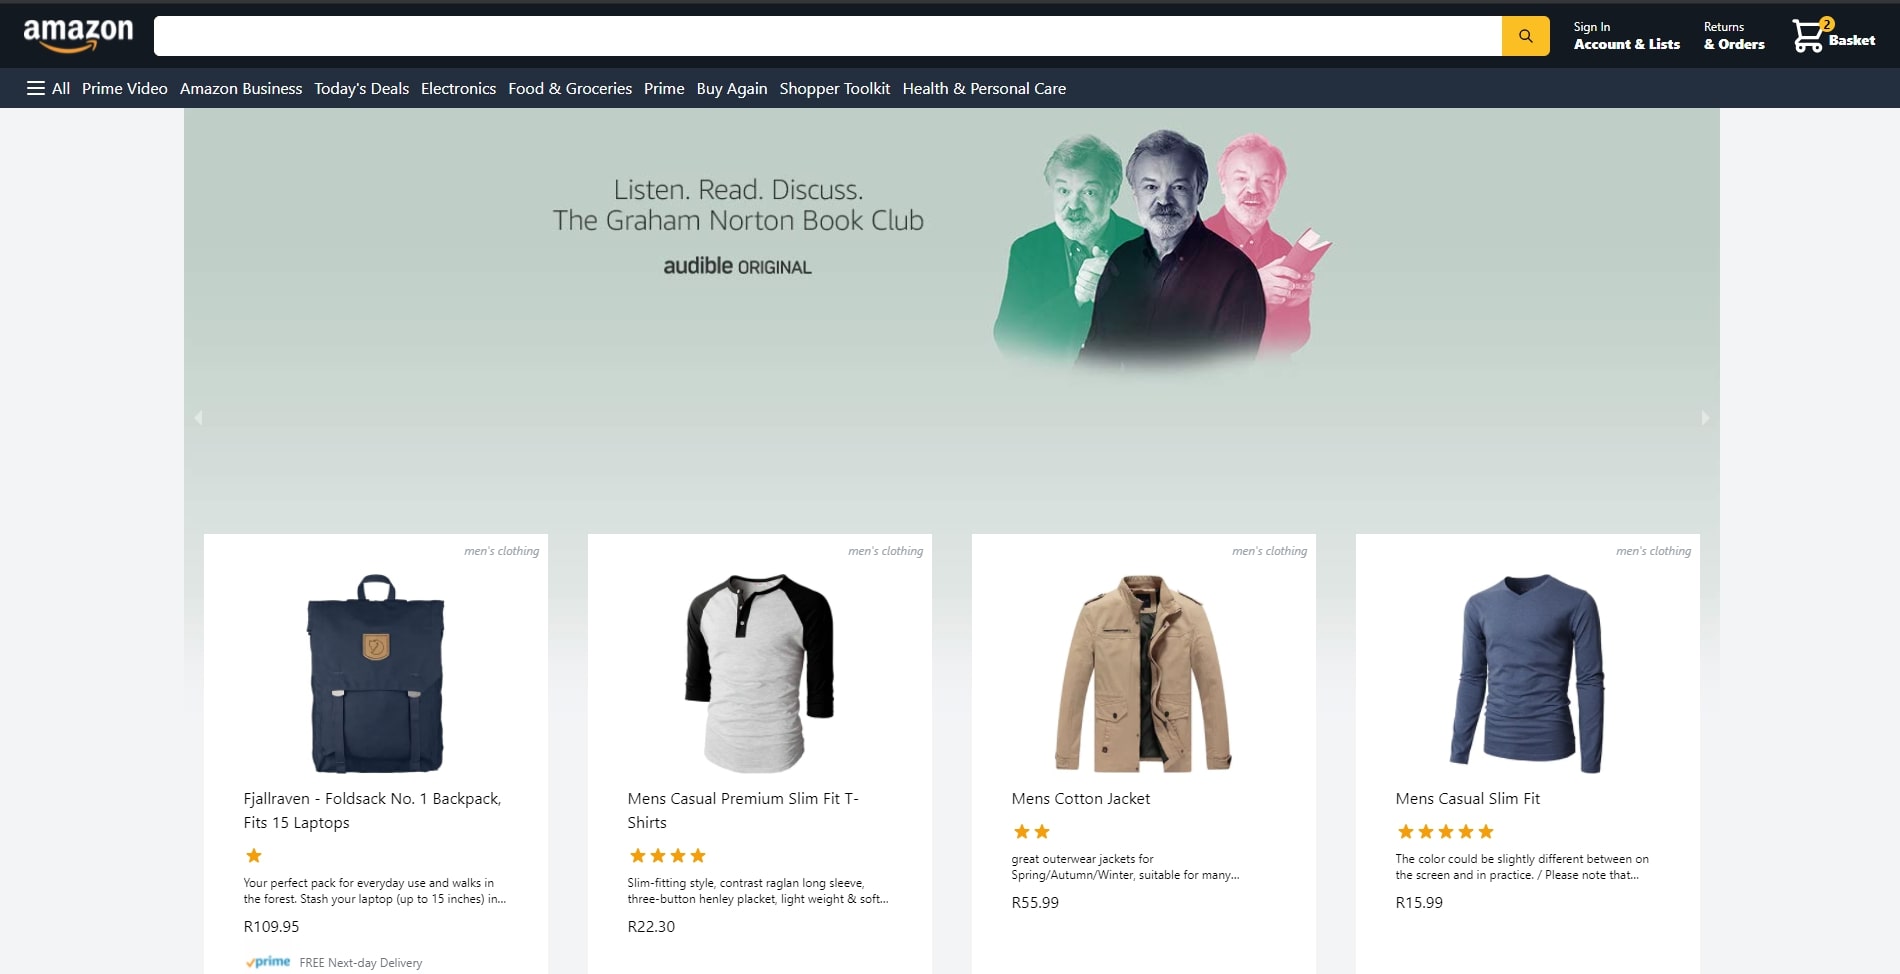 amazon
Sign In
Account & Lists
Returns
& Orders
2
Basket
All Prime Video Amazon Business Today's Deals Electronics Food & Groceries Prime Buy Again Shopper Toolkit Health & Personal Care
Listen. Read. Discuss.
The Graham Norton Book Club
audible ORIGINAL
men's clothing
Fjallraven - Foldsack No. 1 Backpack,
Fits 15 Laptops
Your perfect pack for everyday use and walks in
the forest. Stash your laptop (up to 15 inches) in...
R109.95
prime FREE Next-day Delivery
men's clothing
Mens Casual Premium Slim Fit T-
Shirts
Slim-fitting style, contrast raglan long sleeve,
three-button henley placket, light weight & soft...
R22.30
men's clothing
Mens Cotton Jacket
great outerwear jackets for
Spring/Autumn/Winter, suitable for many...
R55.99
men's clothing
Mens Casual Slim Fit
The color could be slightly different between on
the screen and in practice. / Please note that...
R15.99